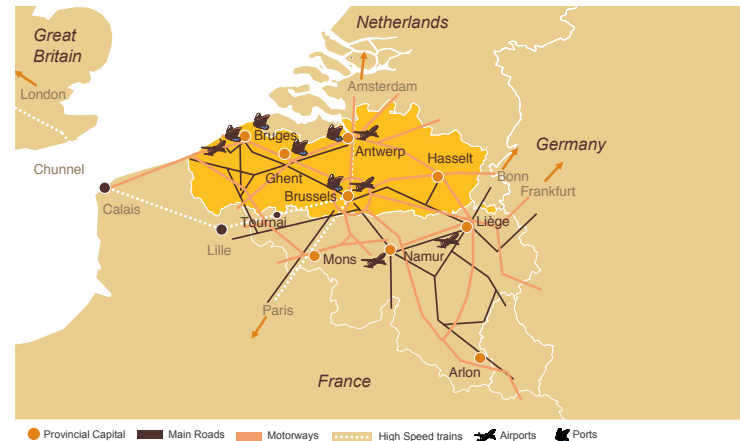 Great
Britain
Netherlands
London
Amsterdam
Bruges
Antwerp
Germany
Chunnel
Ghent
Hasselt
Bonn
Frankfurt
Calais
Brussels
Tournai
Liège
Lille
Mons
Namur
Paris
Arlon
France
Provincial Capital
Main Roads
Motorways
High Speed trains
Airports
Ports